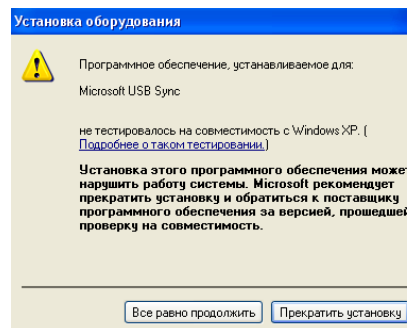 Установка оборудования
Программное обеспечение, устанавливаемое для:
Microsoft USB Sync
не тестировалось на совместимость с Windows XP. (
Подробнее о таком тестировании.)
Установка этого программного обеспечения може
нарушить работу системы. Microsoft рекомендует
прекратить установку и обратиться к поставщику
программного обеспечения за версией, прошедшей
проверку на совместимость.
Все равно продолжить Прекратить установку